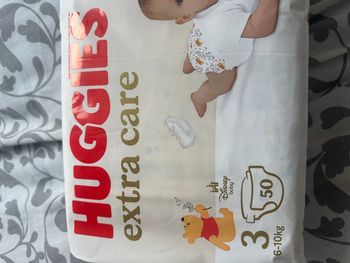 HUGGIES
extra care
Disney
baby
3
50
6-10kg